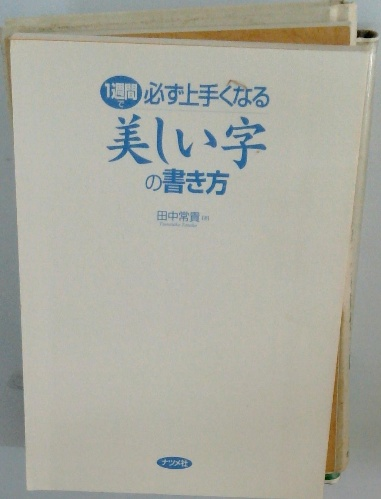 1週間で 必ず上手くなる
美しい字
の書き方
田中常貴
ナツメ社